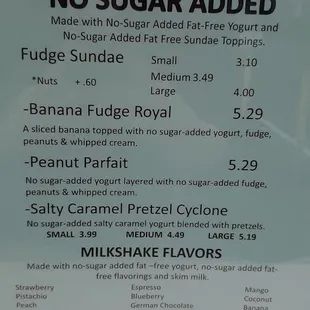 NO SUGAR ADDED
Made with No-Sugar Added Fat-Free Yogurt and
No-Sugar Added Fat Free Sundae Toppings.
Fudge Sundae Small 3.10
*Nuts + .60 Medium 3.49
Large 4.00
-Banana Fudge Royal 5.29
A sliced banana topped with no sugar-added yogurt, fudge,
peanuts & whipped cream.
-Peanut Parfait 5.29
No sugar-added yogurt layered with no-sugar-added fudge,
peanuts & whipped cream.
-Salty Caramel Pretzel Cyclone
No-sugar-added salty caramel yogurt blended with pretzels.
SMALL 3.99 MEDIUM 4.49 LARGE 5.19
MILKSHAKE FLAVORS
Made with no-sugar added fat –free yogurt, no-sugar added fat-
free flavorings and skim milk.
Strawberry Espresso Mango
Pistachio Blueberry Coconut
Peach German Chocolate Banana